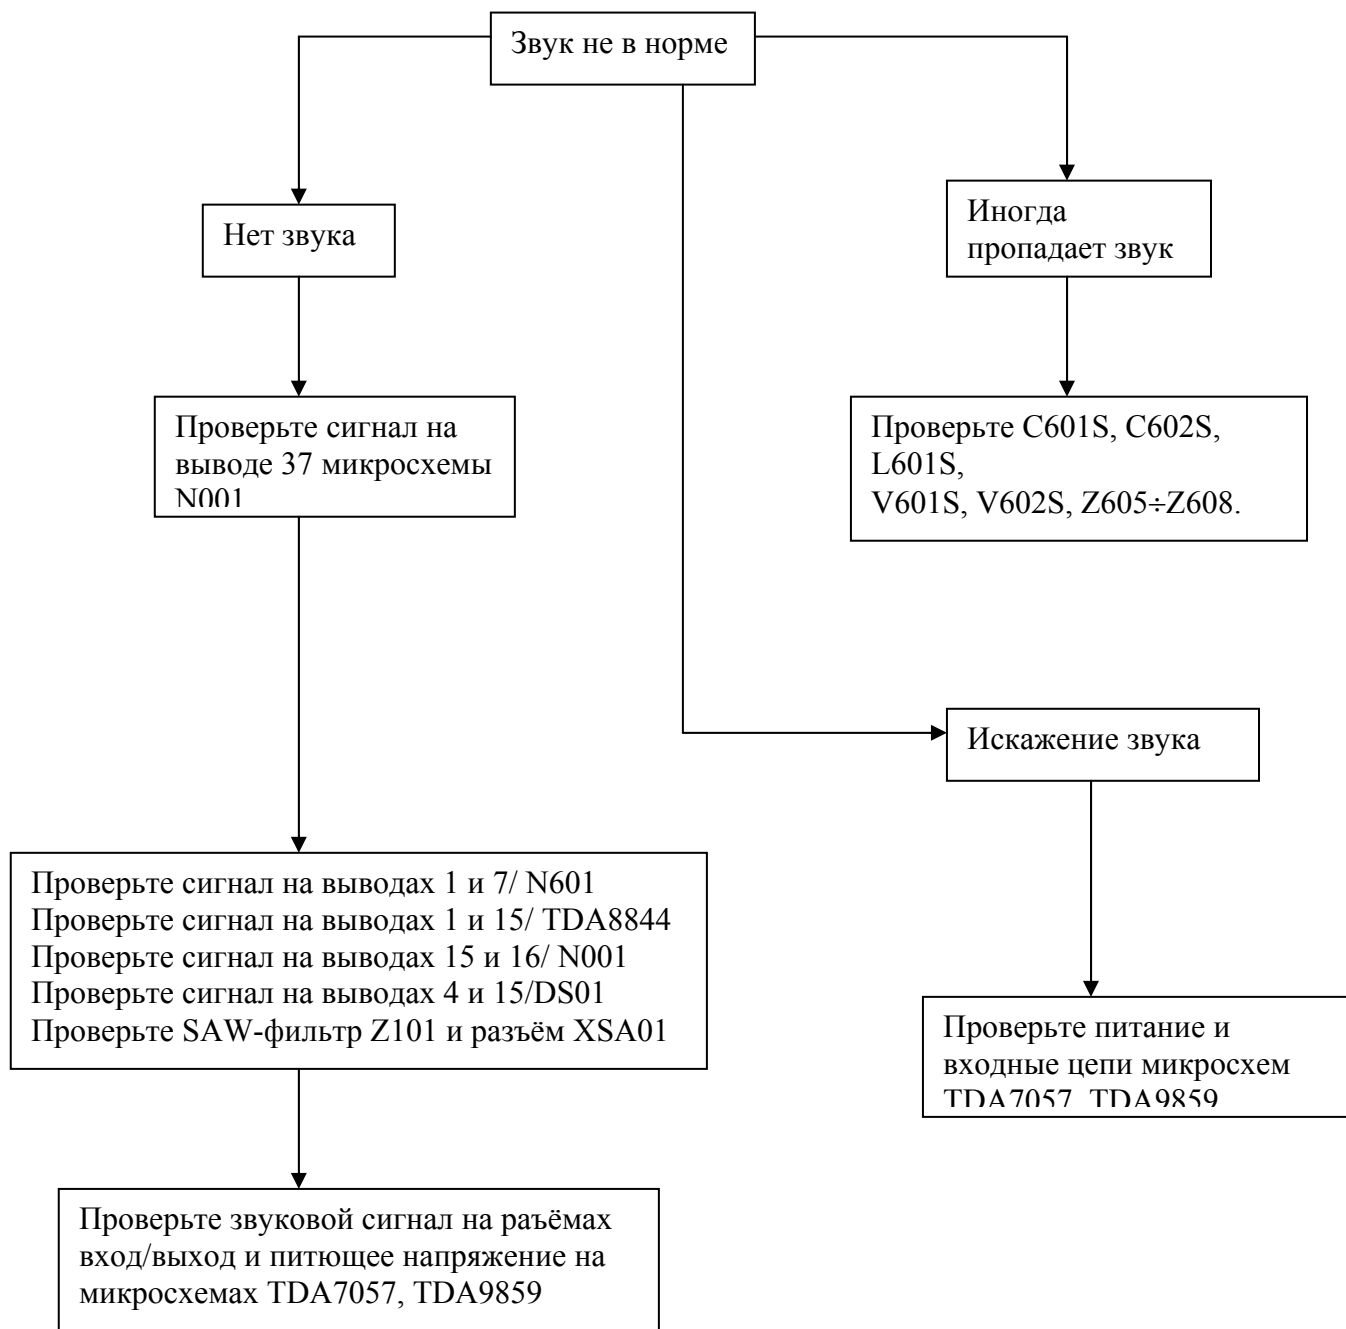 Звук не в норме
Нет звука
Иногда
пропадает звук
Проверьте сигнал на
выводе 37 микросхемы
N001
Проверьте C601S, C602S,
L601S,
V601S, V602S, Z605÷Z608.
Искажение звука
Проверьте сигнал на выводах 1 и 7/ N601
Проверьте сигнал на выводах 1 и 15/ TDA8844
Проверьте сигнал на выводах 15 и 16/ N001
Проверьте сигнал на выводах 4 и 15/DS01
Проверьте SAW-фильтр Z101 и разъём XSA01
Проверьте питание и
входные цепи микросхем
TDA7057, TDA9859
Проверьте звуковой сигнал на раъёмах
вход/выход и питющее напряжение на
микросхемах TDA7057, TDA9859